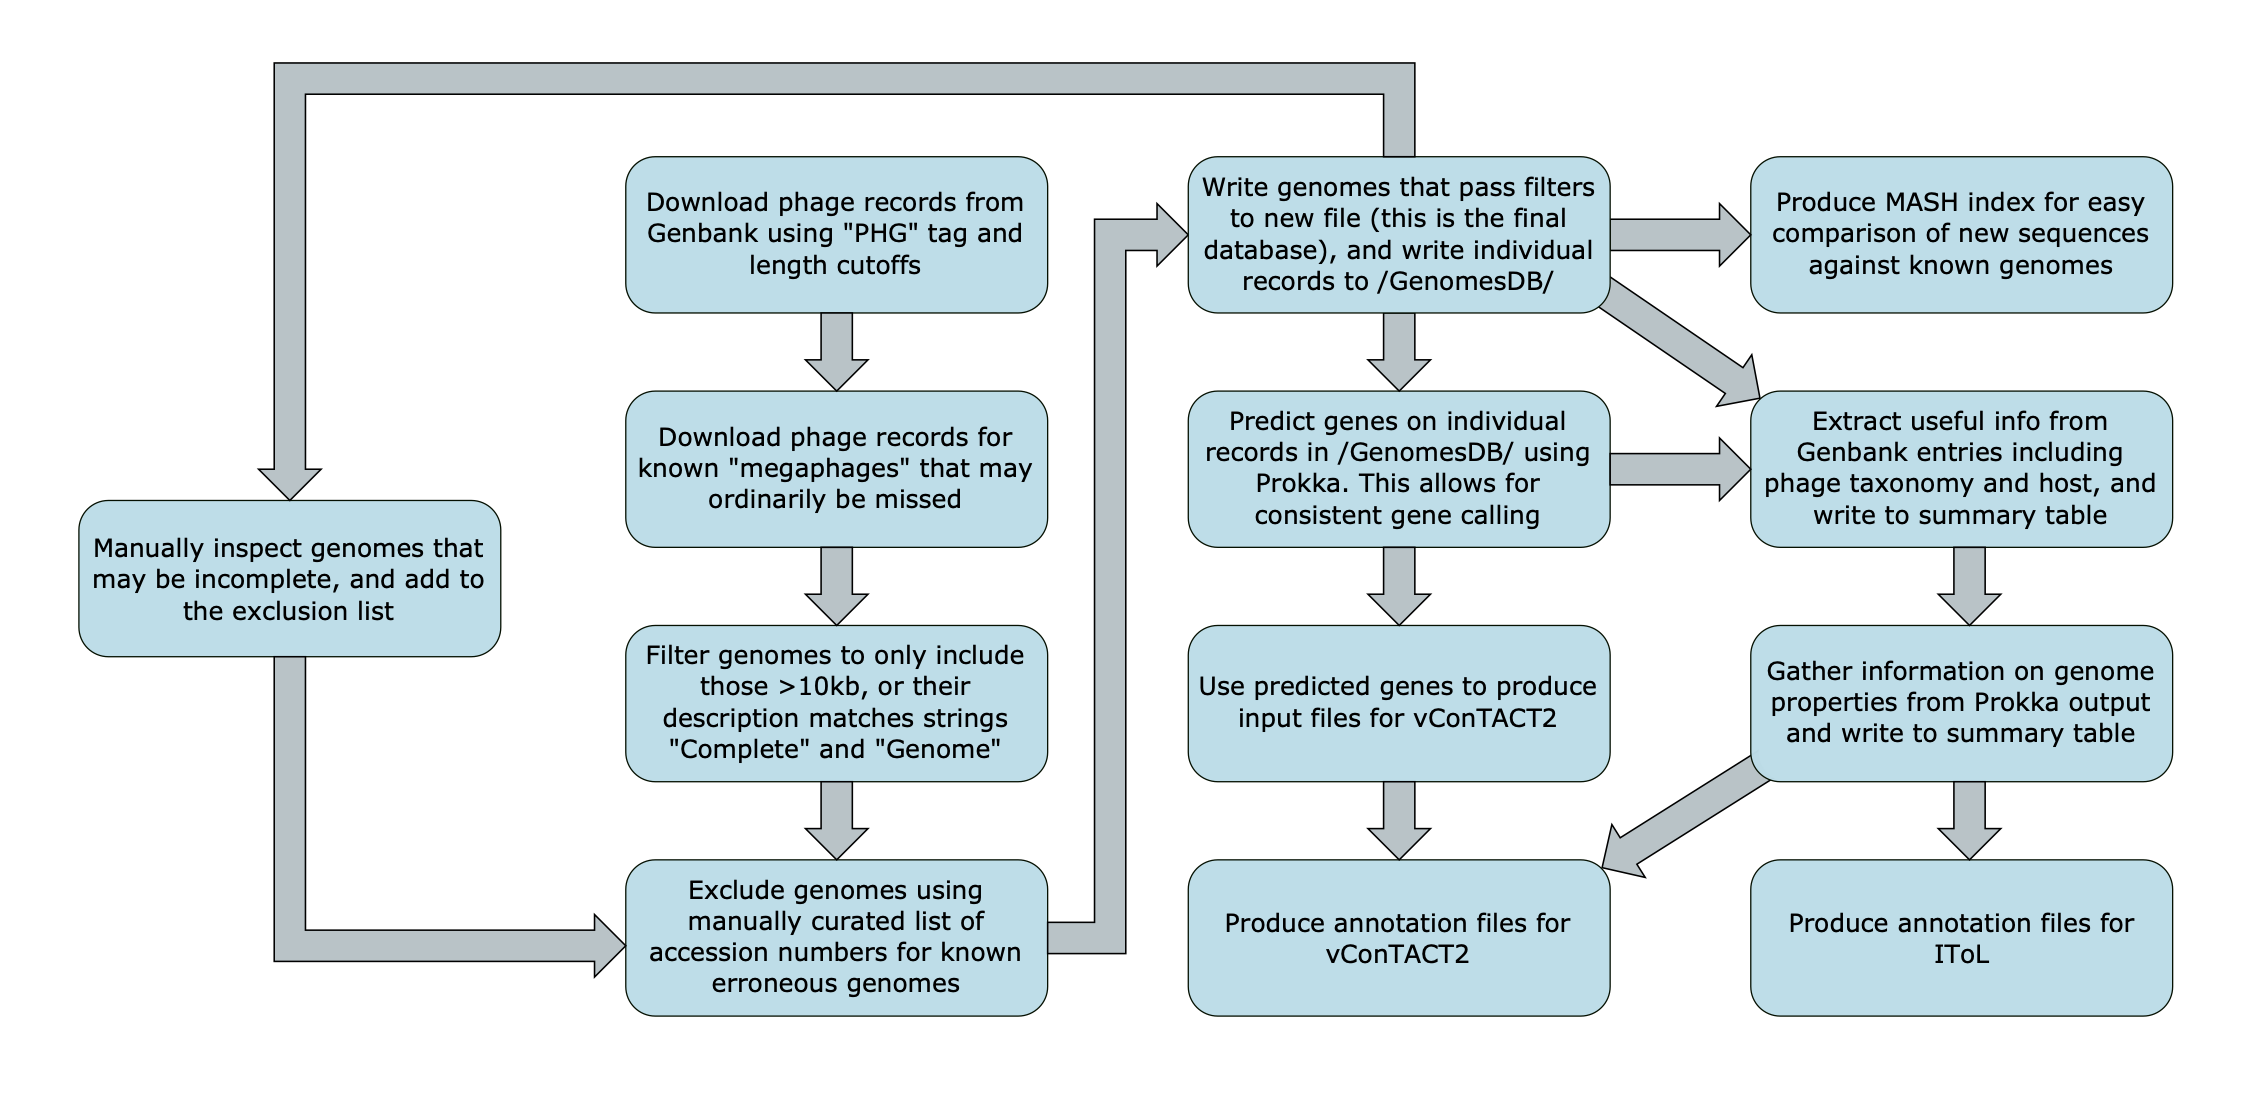 Download phage records from
Genbank using "PHG" tag and
length cutoffs
Download phage records for
known "megaphages" that may
ordinarily be missed
Filter genomes to only include
those >10kb, or their
description matches strings
"Complete" and "Genome"
Exclude genomes using
manually curated list of
accession numbers for known
erroneous genomes
Manually inspect genomes that
may be incomplete, and add to
the exclusion list
Write genomes that pass filters
to new file (this is the final
database), and write individual
records to /GenomesDB/
Predict genes on individual
records in /GenomesDB/ using
Prokka. This allows for
consistent gene calling
Use predicted genes to produce
input files for vConTACT2
Produce annotation files for
vConTACT2
Produce MASH index for easy
comparison of new sequences
against known genomes
Extract useful info from
Genbank entries including
phage taxonomy and host, and
write to summary table
Gather information on genome
properties from Prokka output
and write to summary table
Produce annotation files for
IToL